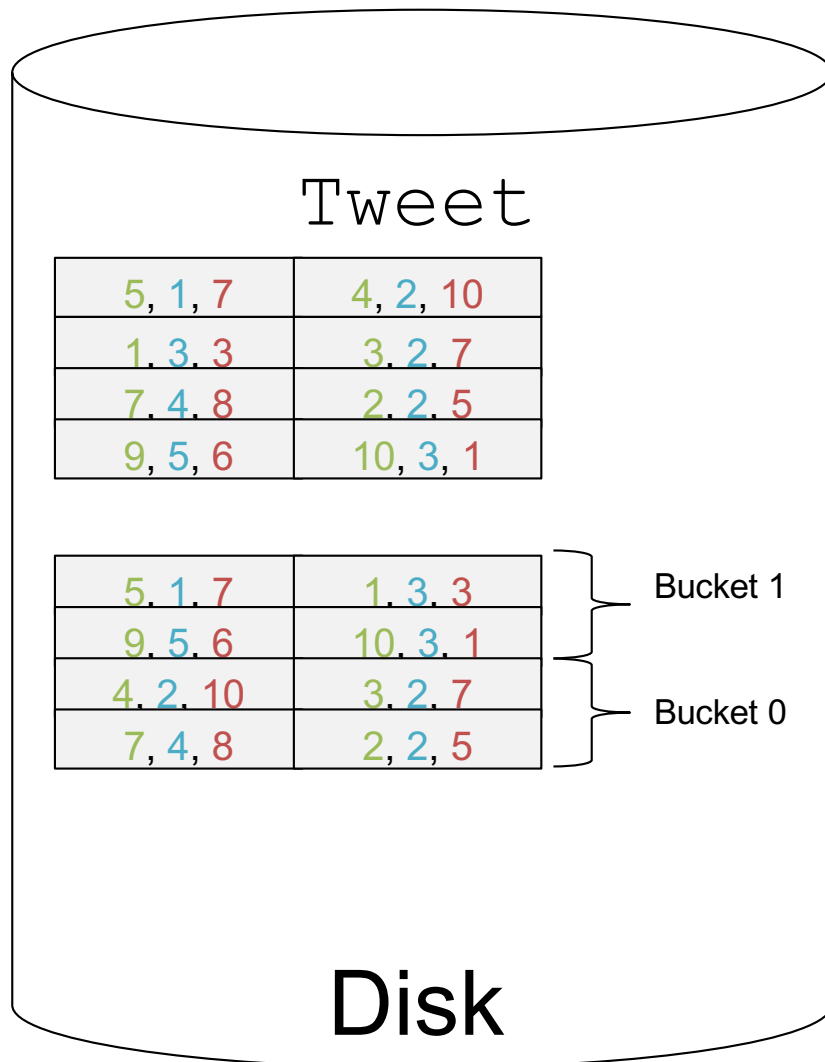 Tweet
5, 1, 7 4, 2, 10
1, 3, 3 3, 2, 7
7, 4, 8 2, 2, 5
9, 5, 6 10, 3, 1
5, 1, 7 1, 3, 3
Bucket 1
9, 5, 6 10, 3, 1
4, 2, 10 3, 2, 7
Bucket 0
7, 4, 8 2, 2, 5
Disk